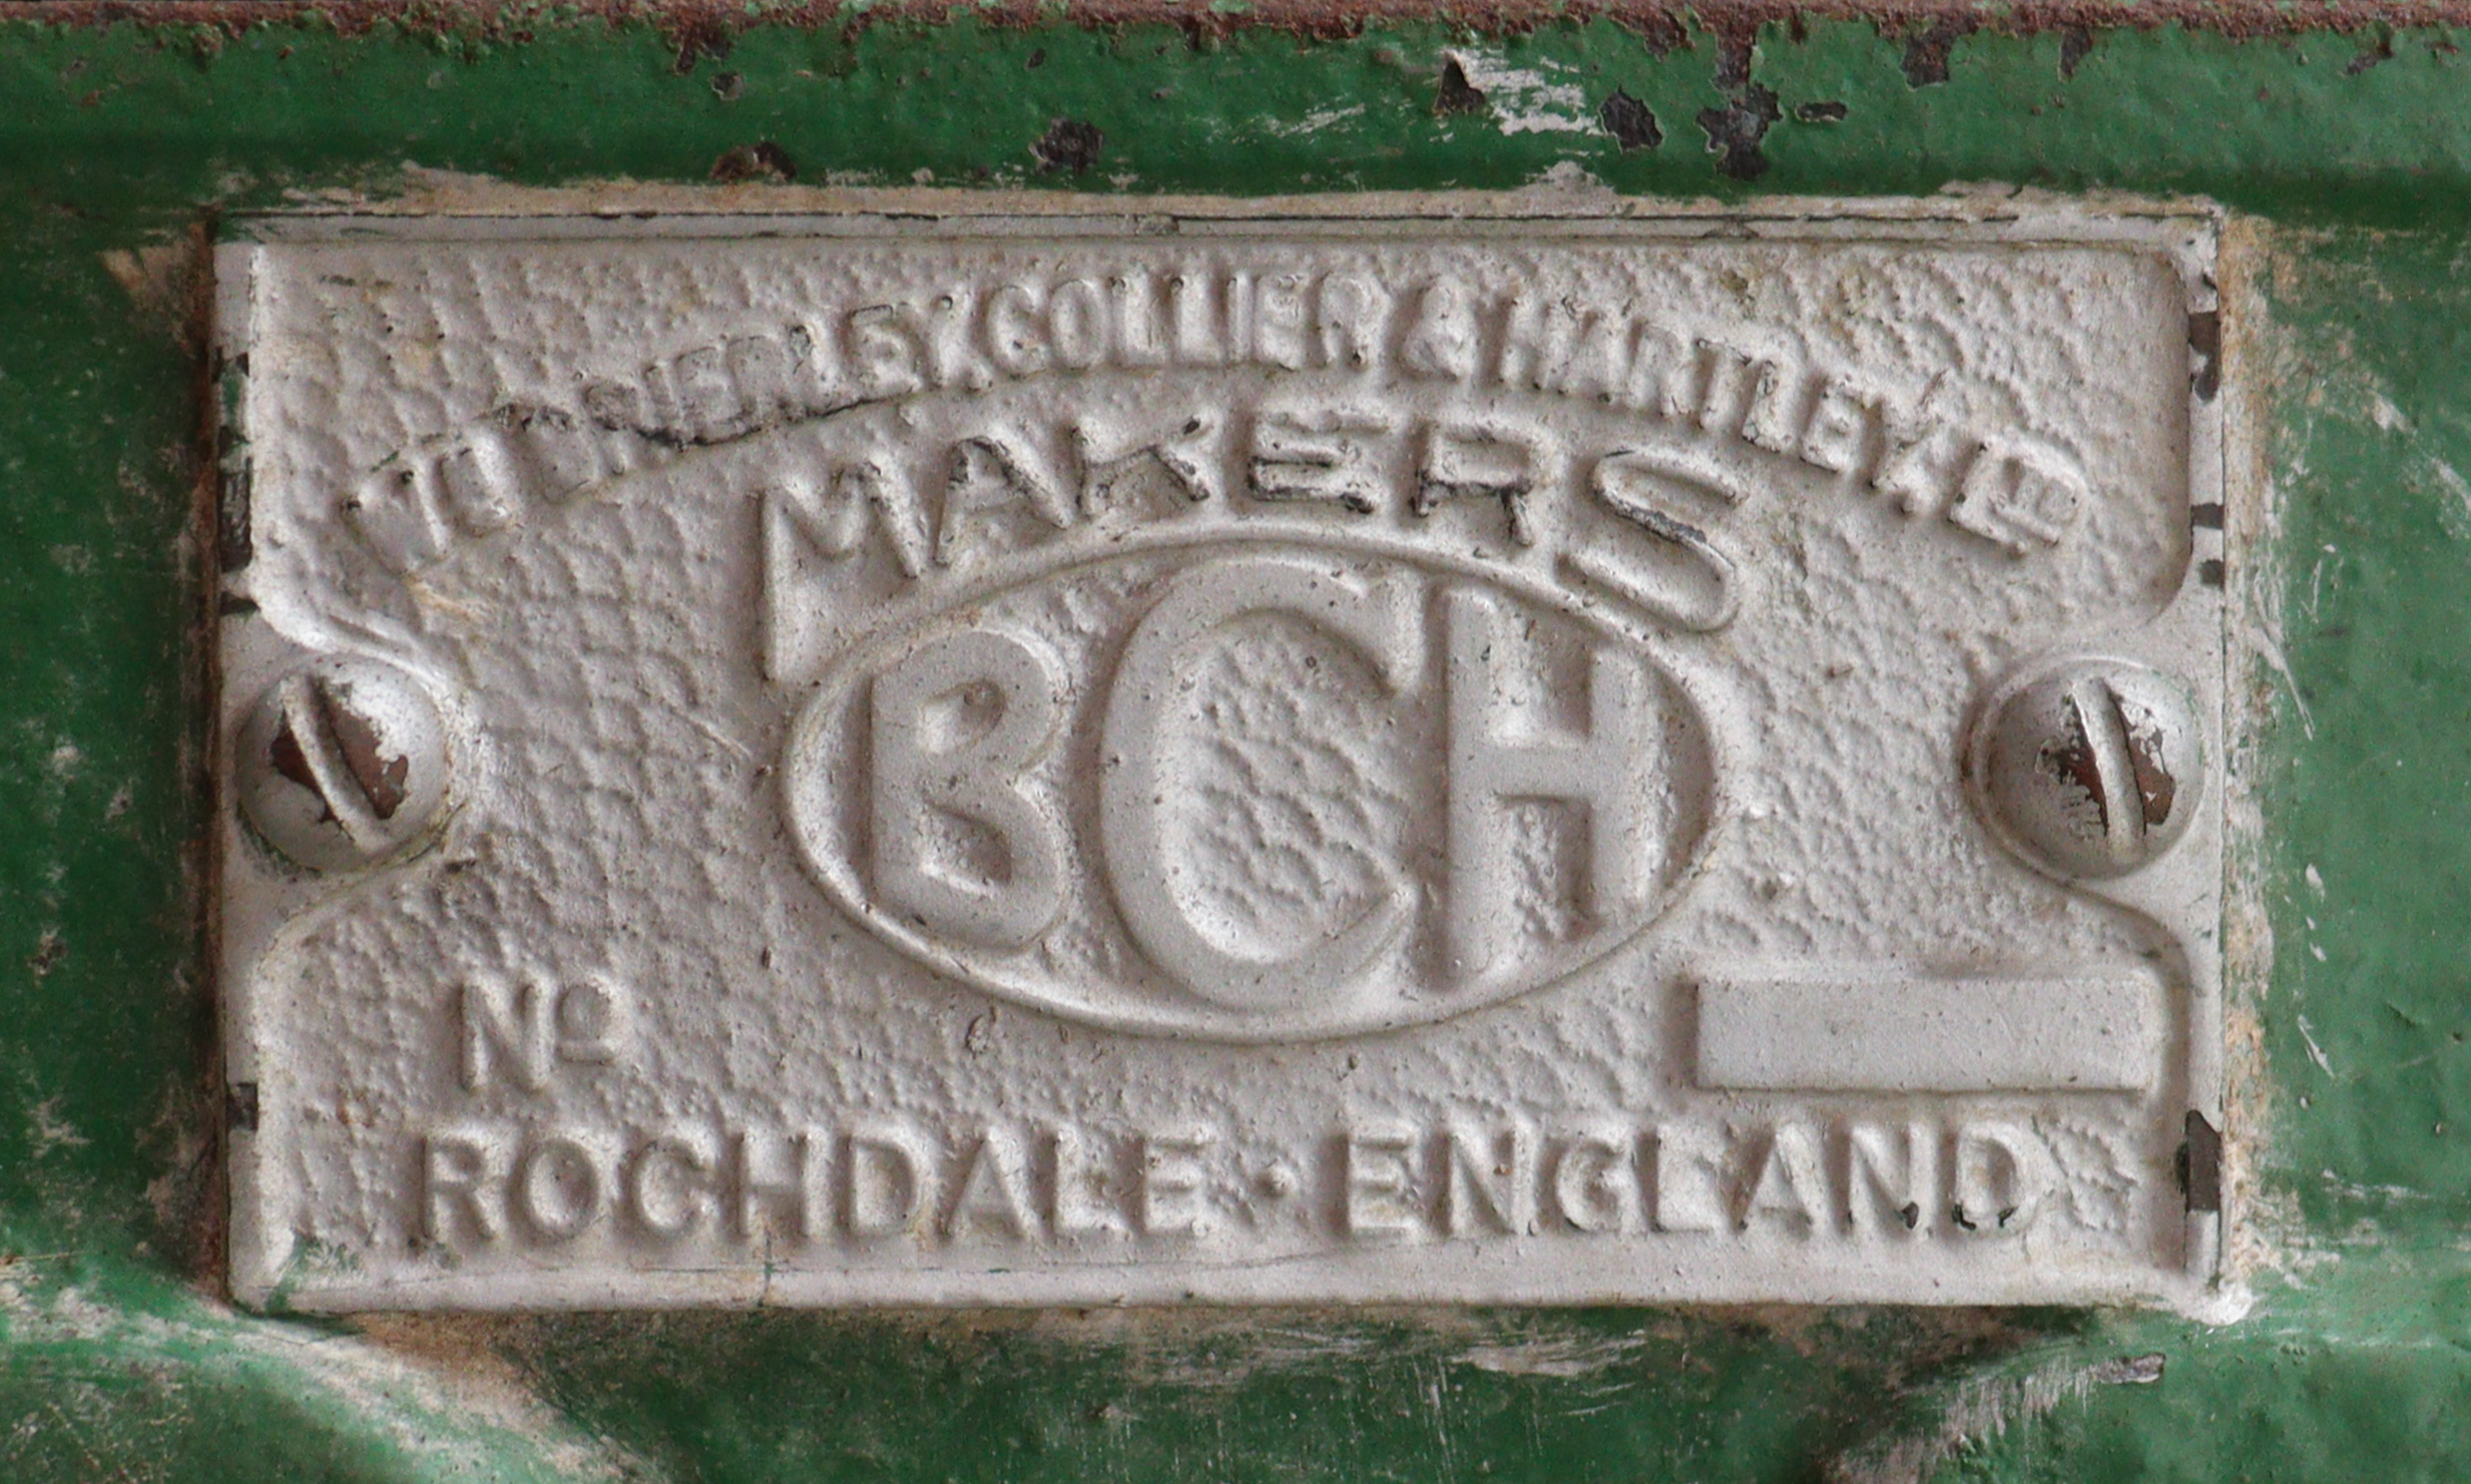 BRIERLEY, COLLIER & HARTLEY, LTD
MAKERS
BCH
Nº
ROCHDALE · ENGLAND